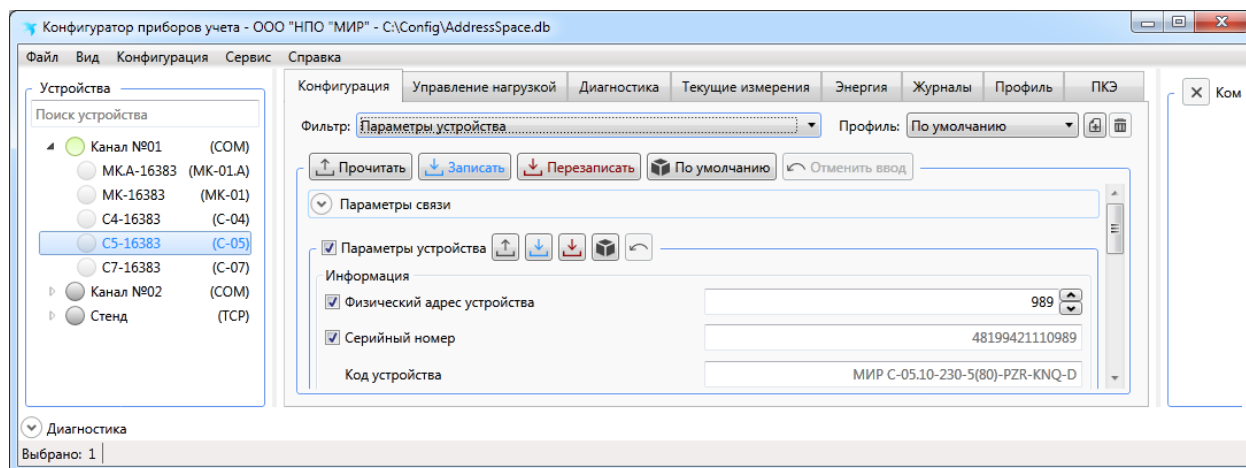 Конфигуратор приборов учета - ООО "НПО "МИР" - C:\Config\AddressSpace.db
Файл Вид Конфигурация Сервис Справка
Устройства
Поиск устройства
Канал №01 (COM)
МК.А-16383 (МК-01.А)
МК-16383 (МК-01)
С4-16383 (С-04)
С5-16383 (С-05)
С7-16383 (С-07)
Канал №02 (COM)
Стенд (TCP)
Конфигурация Управление нагрузкой Диагностика Текущие измерения Энергия Журналы Профиль ПКЭ
Фильтр: Параметры устройства Профиль: По умолчанию
Прочитать Записать Перезаписать По умолчанию Отменить ввод
Параметры связи
Параметры устройства
Информация
Физический адрес устройства 989
Серийный номер 48199421110989
Код устройства МИР С-05.10-230-5(80)-PZR-KNQ-D
Ком
Диагностика
Выбрано: 1